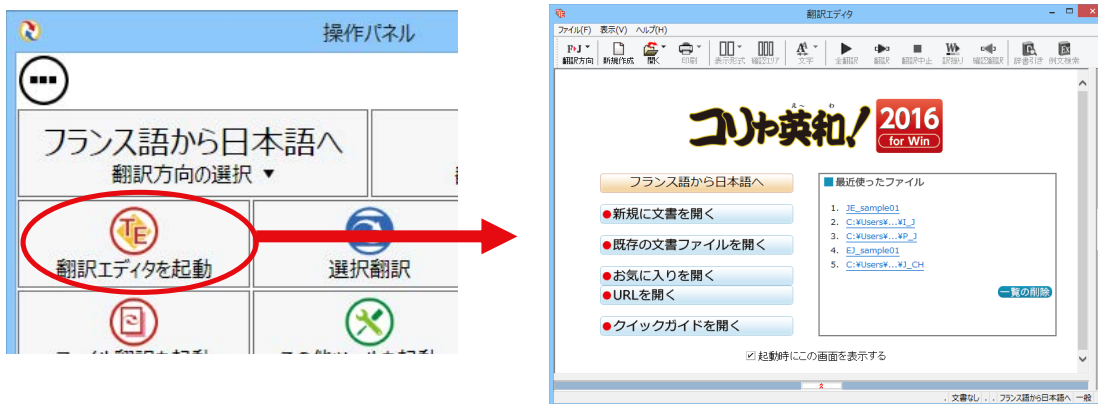 操作パネル
フランス語から日本語へ
翻訳方向の選択 ▼
TE
翻訳エディタを起動
選択翻訳
翻訳エディタ
ファイル(F) 表示(V) ヘルプ(H)
F▸J
翻訳方向 新規作成 開く 印刷 表示形式 確認エリア 文字 全翻訳 翻訳 翻訳中止 訳振り 確認翻訳 辞書引き 例文検索
え〜わ
コリャ英和! 2016
for Win
フランス語から日本語へ
●新規に文書を開く
●既存の文書ファイルを開く
●お気に入りを開く
●URLを開く
●クイックガイドを開く
■最近使ったファイル
1. JE_sample01
2. C:¥Users¥...¥I_J
3. C:¥Users¥...¥P_J
4. EJ_sample01
5. C:¥Users¥...¥J_CH
一覧の削除
起動時にこの画面を表示する
. 文書なし . . フランス語から日本語へ 一般